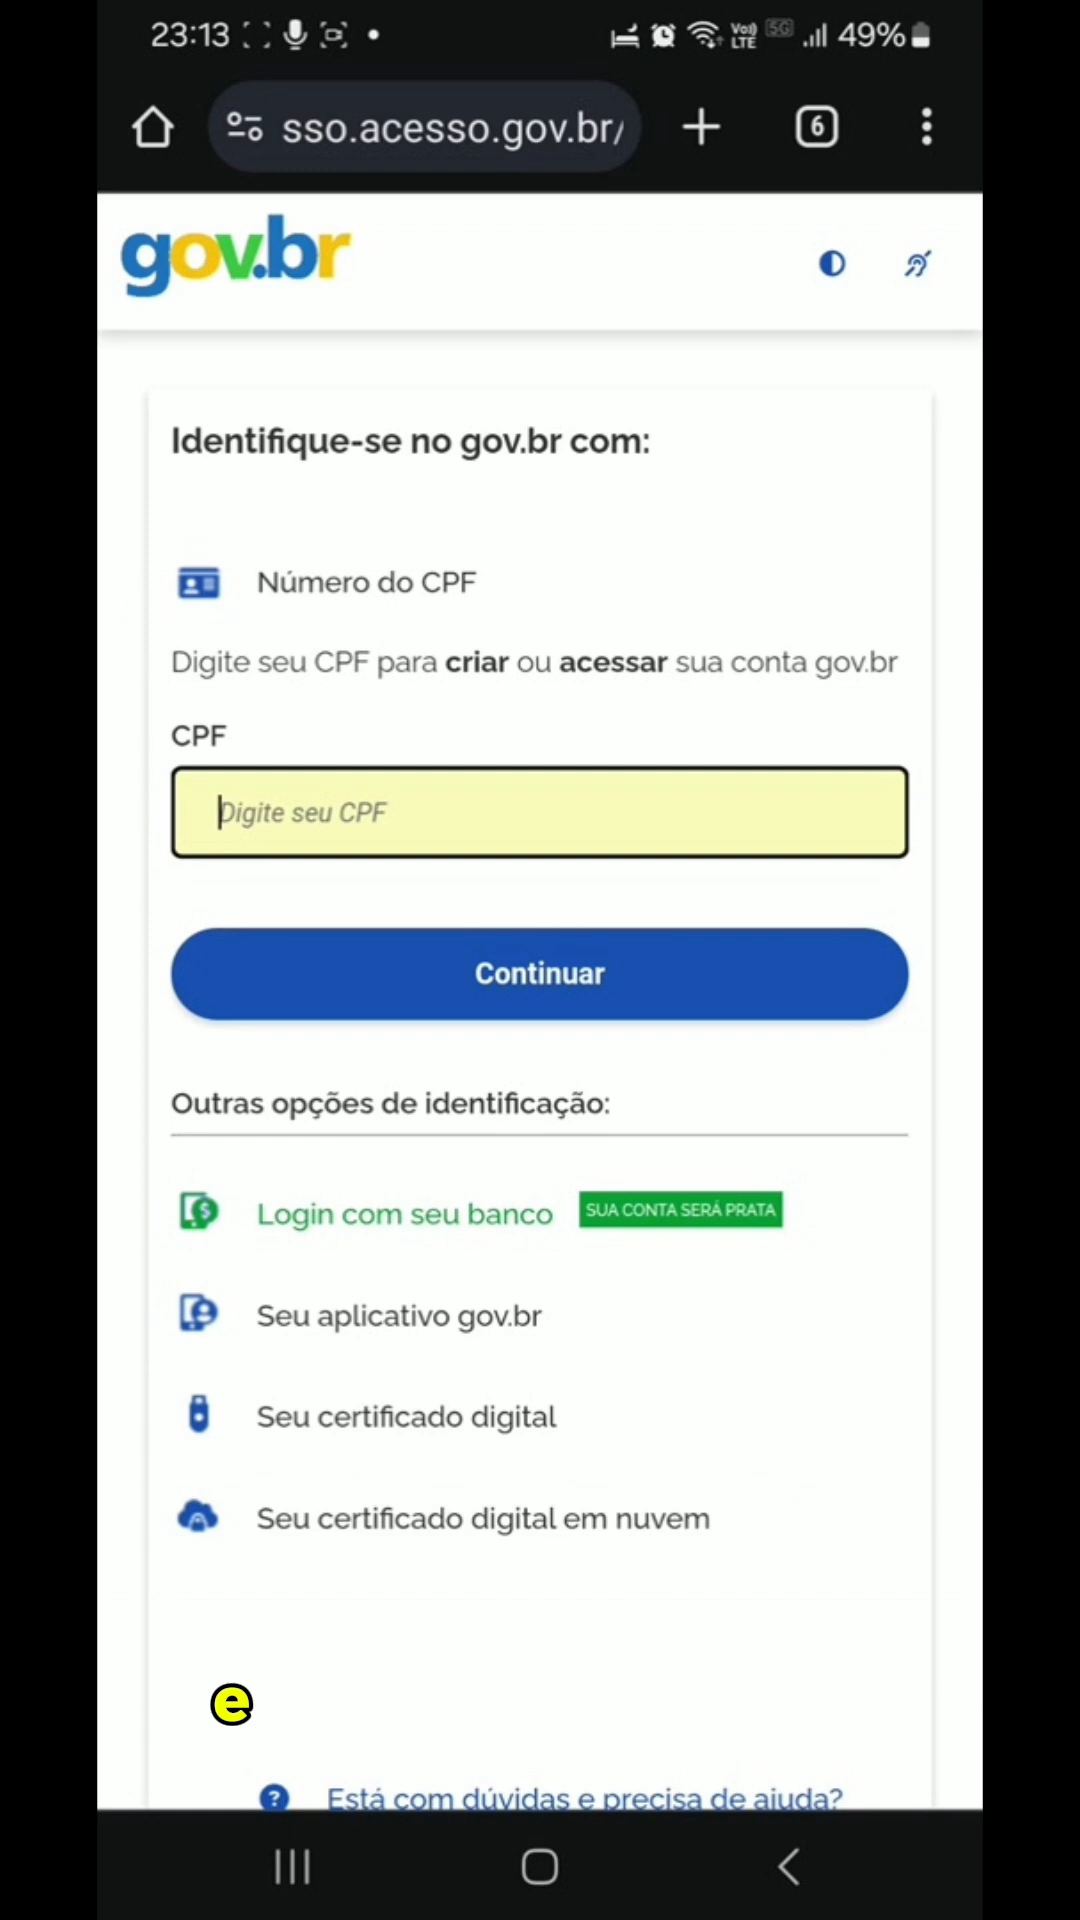 23:13
Vo)) LTE 5G 49%
sso.acesso.gov.br/
6
gov.br
Identifique-se no gov.br com:
Número do CPF
Digite seu CPF para criar ou acessar sua conta gov.br
CPF
Digite seu CPF
Continuar
Outras opções de identificação:
Login com seu banco SUA CONTA SERÁ PRATA
Seu aplicativo gov.br
Seu certificado digital
Seu certificado digital em nuvem
e
Está com dúvidas e precisa de ajuda?